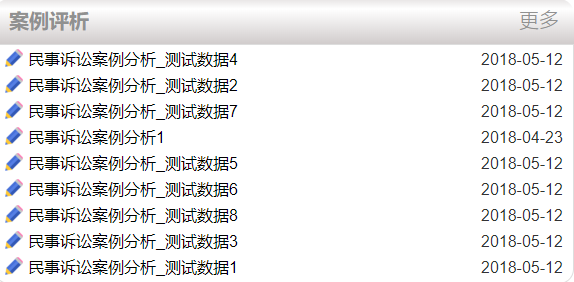 案例评析 更多
民事诉讼案例分析_测试数据4 2018-05-12
民事诉讼案例分析_测试数据2 2018-05-12
民事诉讼案例分析_测试数据7 2018-05-12
民事诉讼案例分析1 2018-04-23
民事诉讼案例分析_测试数据5 2018-05-12
民事诉讼案例分析_测试数据6 2018-05-12
民事诉讼案例分析_测试数据8 2018-05-12
民事诉讼案例分析_测试数据3 2018-05-12
民事诉讼案例分析_测试数据1 2018-05-12